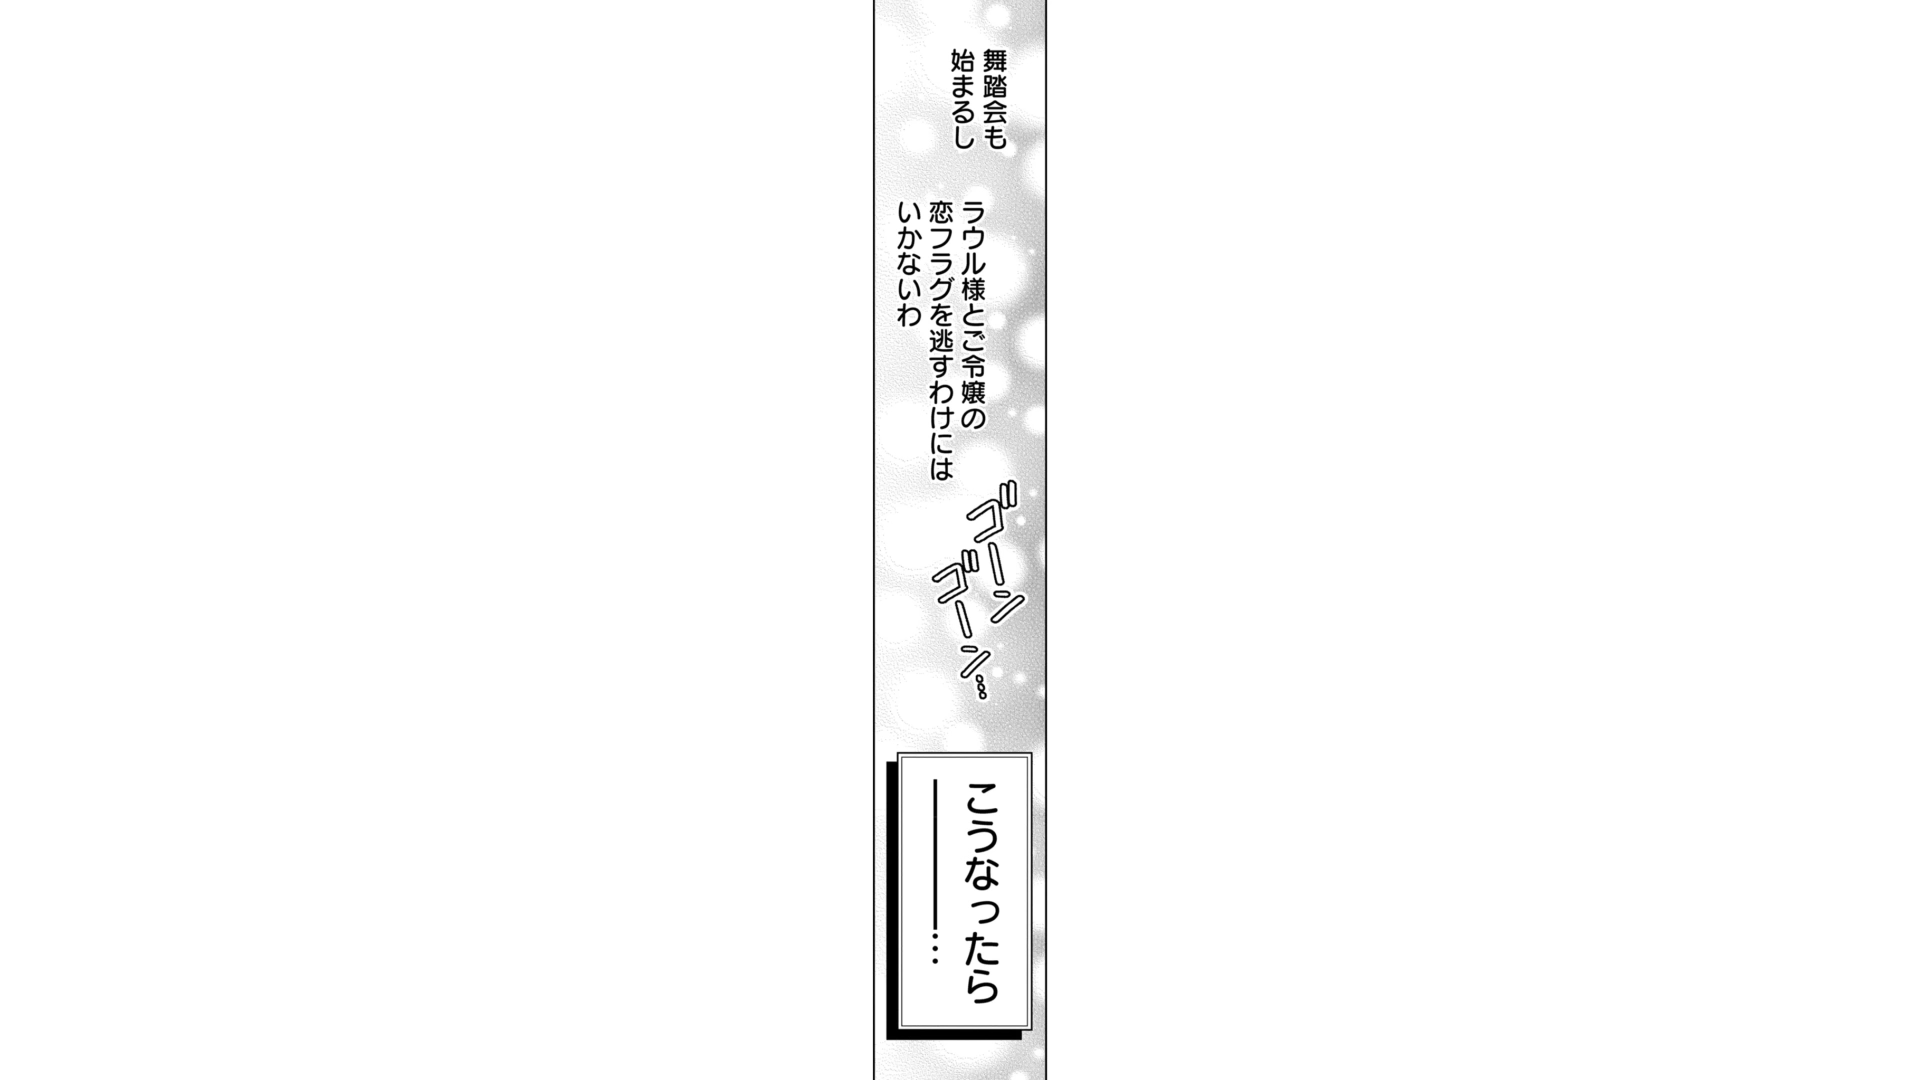 舞踏会も
始まるし
ラウル様とご令嬢の
恋フラグを逃すわけには
いかないわ
ゴーン
ゴーン…
こうなったら
――――…